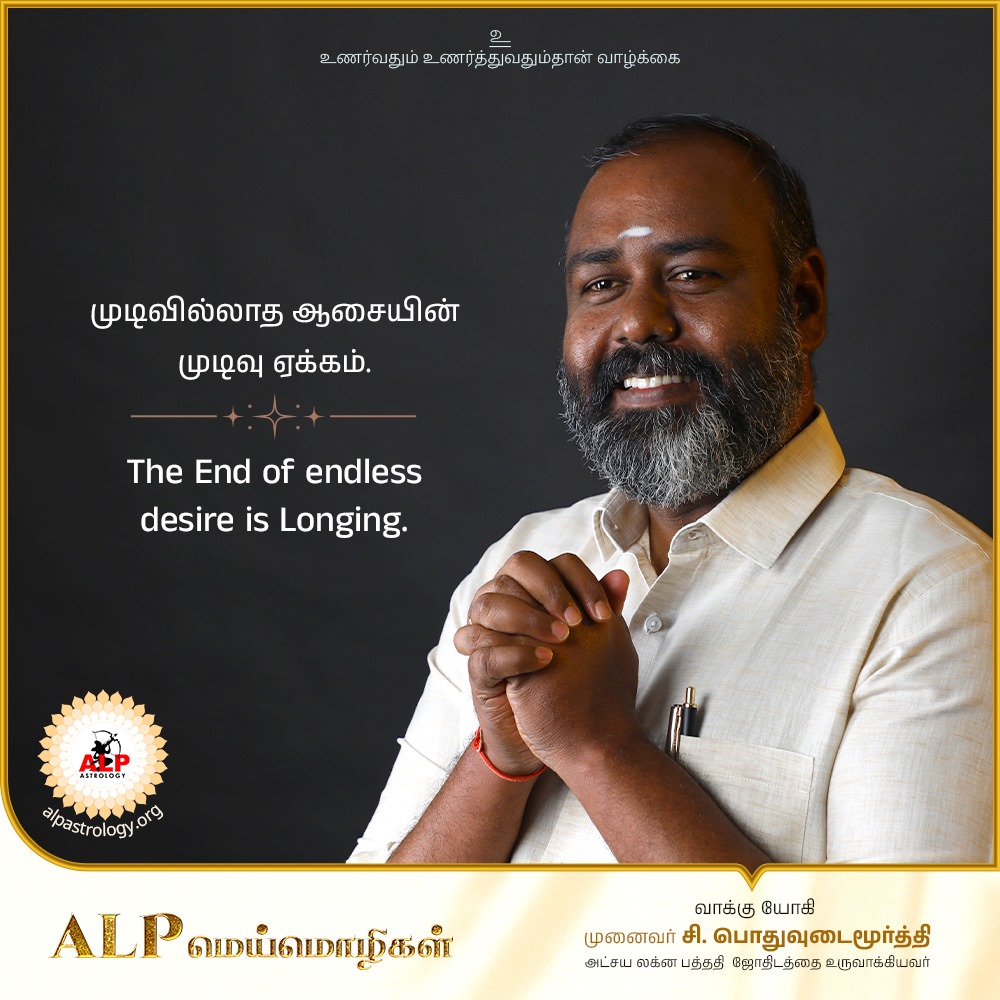 உ
உணர்வதும் உணர்த்துவதும்தான் வாழ்க்கை
முடிவில்லாத ஆசையின்
முடிவு ஏக்கம்.
The End of endless
desire is Longing.
ALP
ASTROLOGY
alpastrology.org
ALP மெய்மொழிகள்
வாக்கு யோகி
முனைவர் சி. பொதுவுடைமூர்த்தி
அட்சய லக்ன பத்ததி ஜோதிடத்தை உருவாக்கியவர்